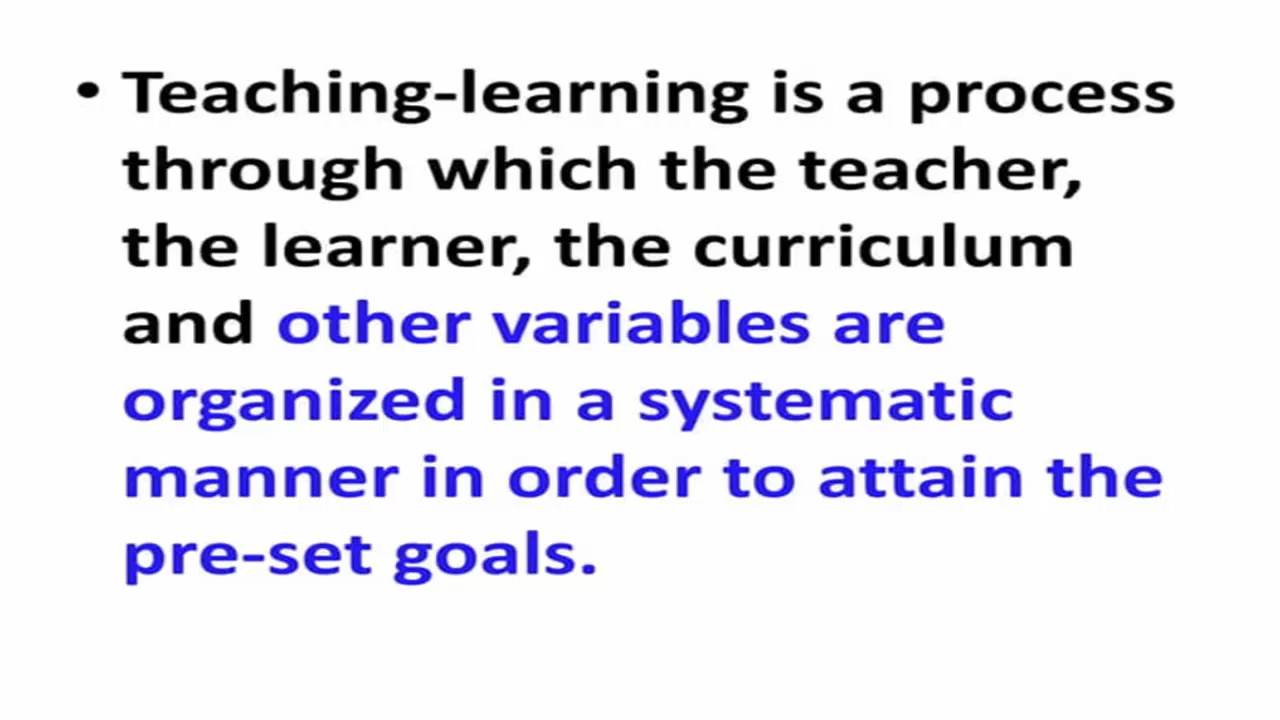 • Teaching-learning is a process
through which the teacher,
the learner, the curriculum
and other variables are
organized in a systematic
manner in order to attain the
pre-set goals.